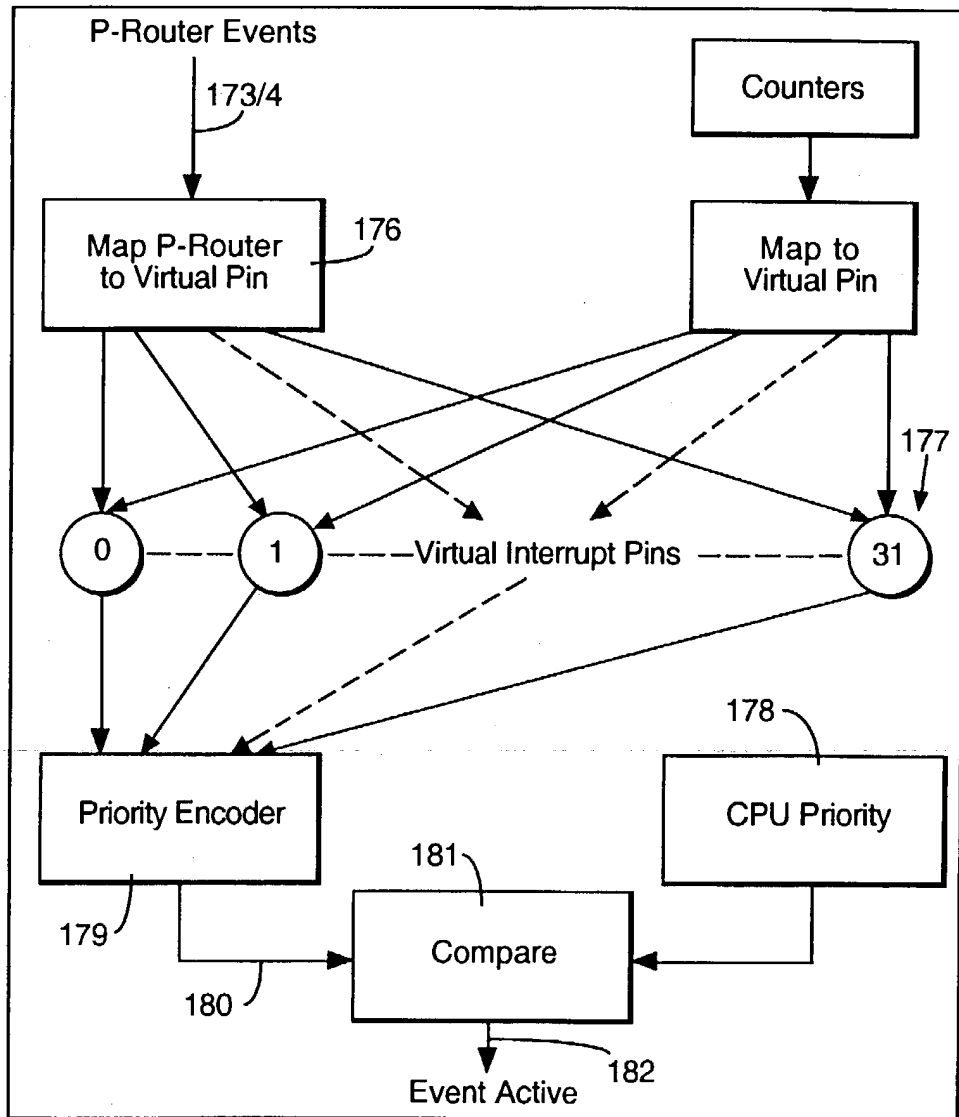 P-Router Events
173/4
Counters
Map P-Router
to Virtual Pin
176
Map to
Virtual Pin
177
0
1
Virtual Interrupt Pins
31
178
Priority Encoder
CPU Priority
181
179
Compare
180
182
Event Active